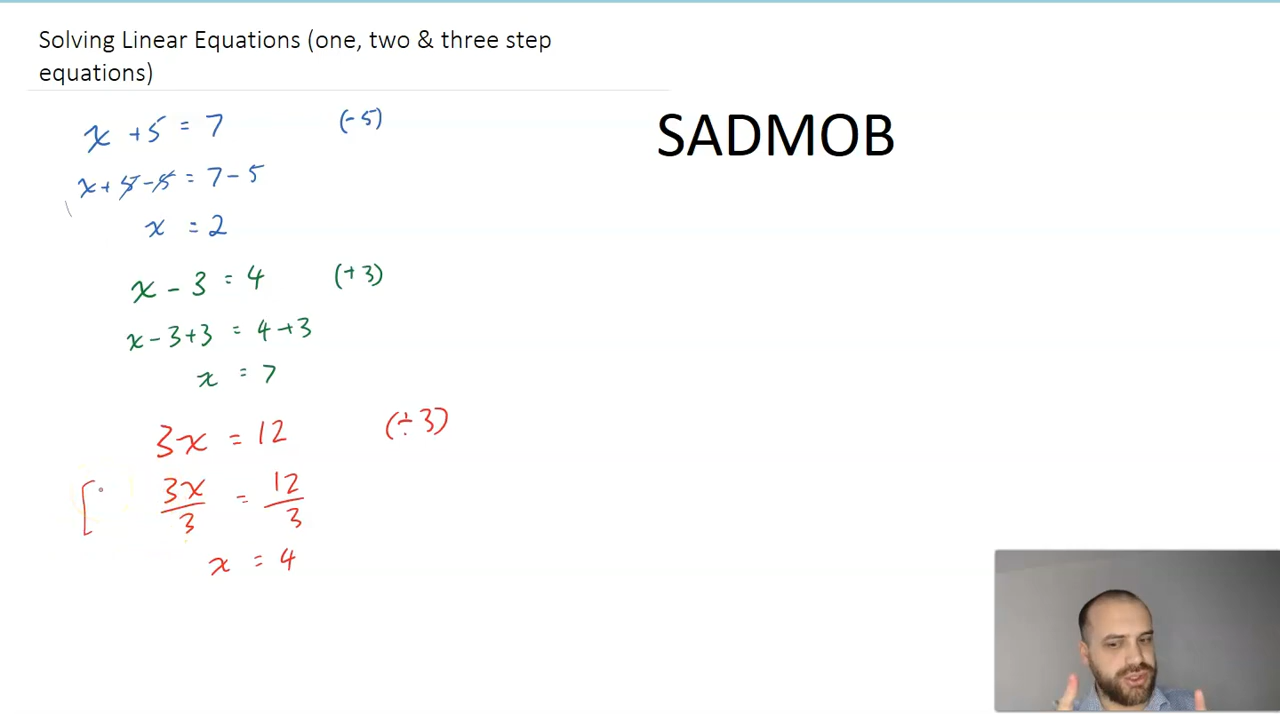 Solving Linear Equations (one, two & three step
equations)
SADMOB
x + 5 = 7 (-5)
x + 5 - 5 = 7 - 5
x = 2
x - 3 = 4 (+3)
x - 3 + 3 = 4 + 3
x = 7
3x = 12 (÷3)
3x/3 = 12/3
x = 4